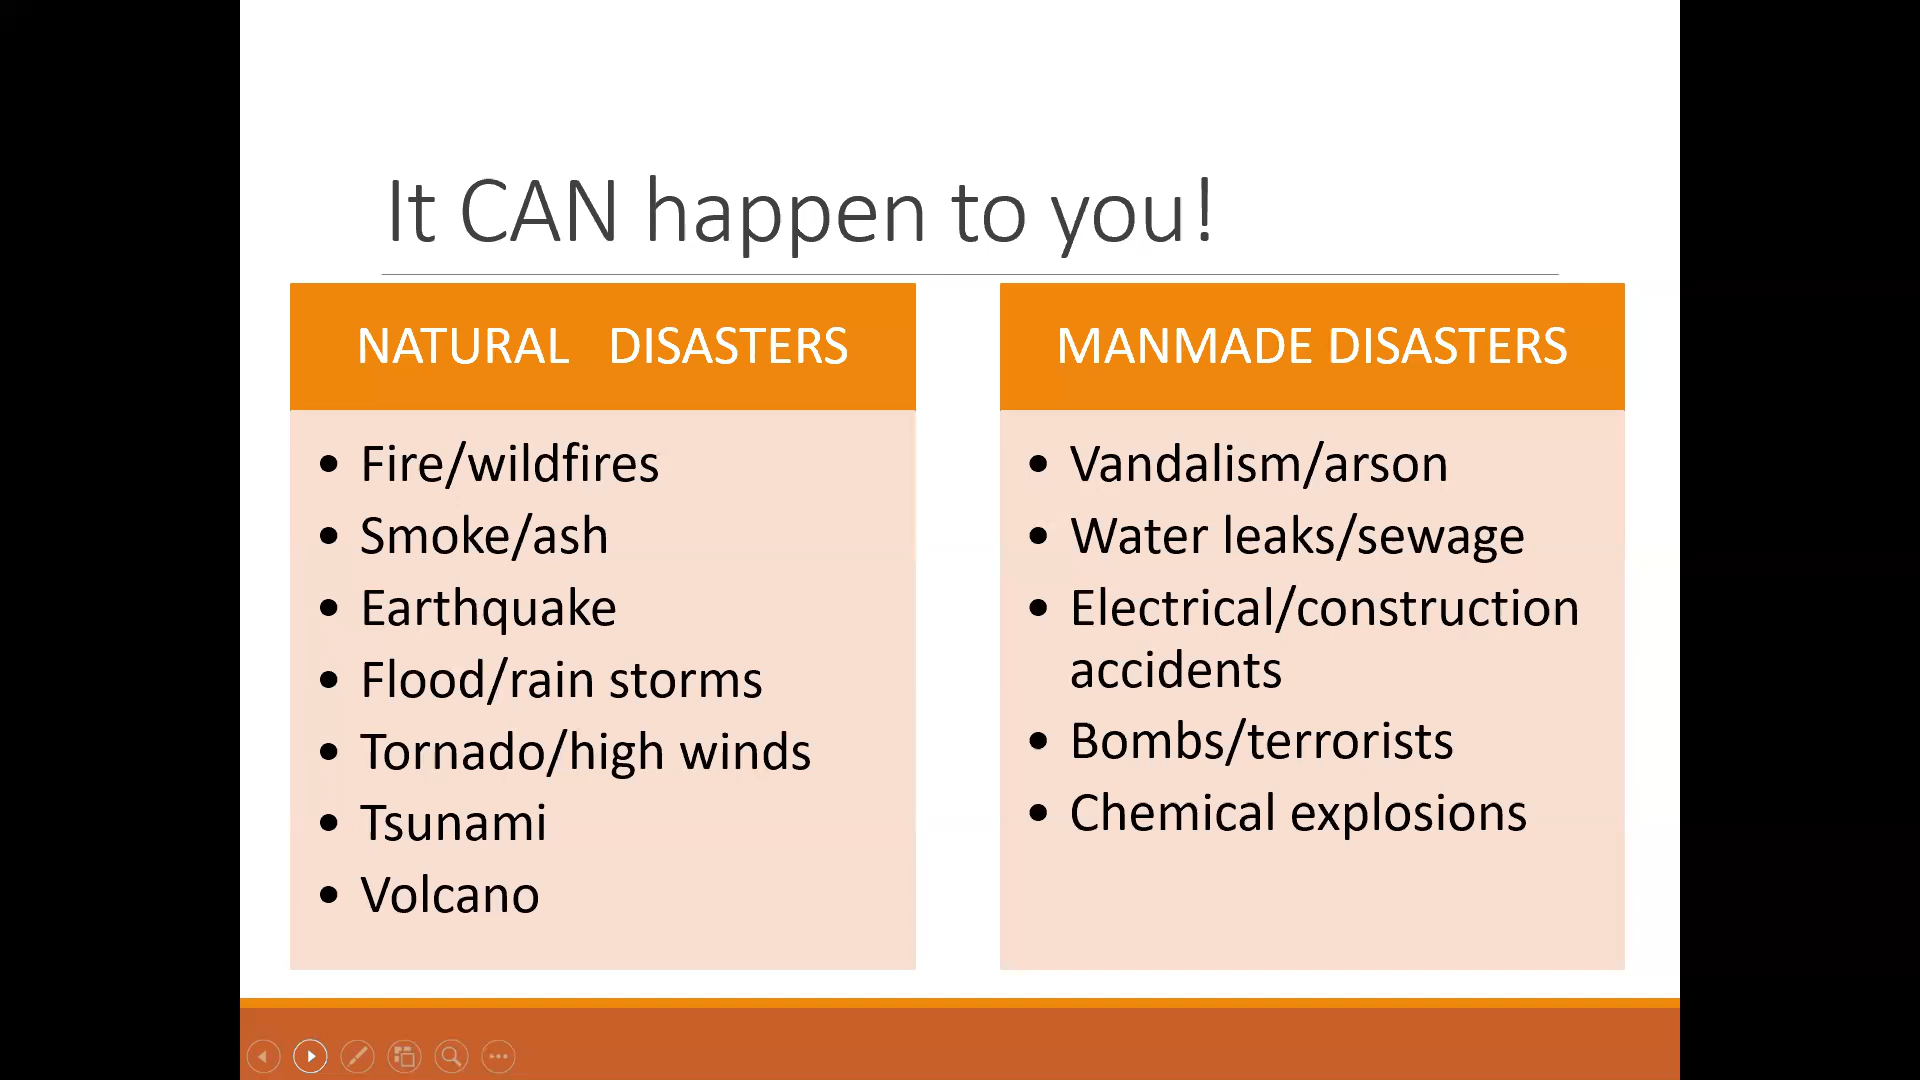 It CAN happen to you!
NATURAL DISASTERS
• Fire/wildfires
• Smoke/ash
• Earthquake
• Flood/rain storms
• Tornado/high winds
• Tsunami
• Volcano
MANMADE DISASTERS
• Vandalism/arson
• Water leaks/sewage
• Electrical/construction
accidents
• Bombs/terrorists
• Chemical explosions